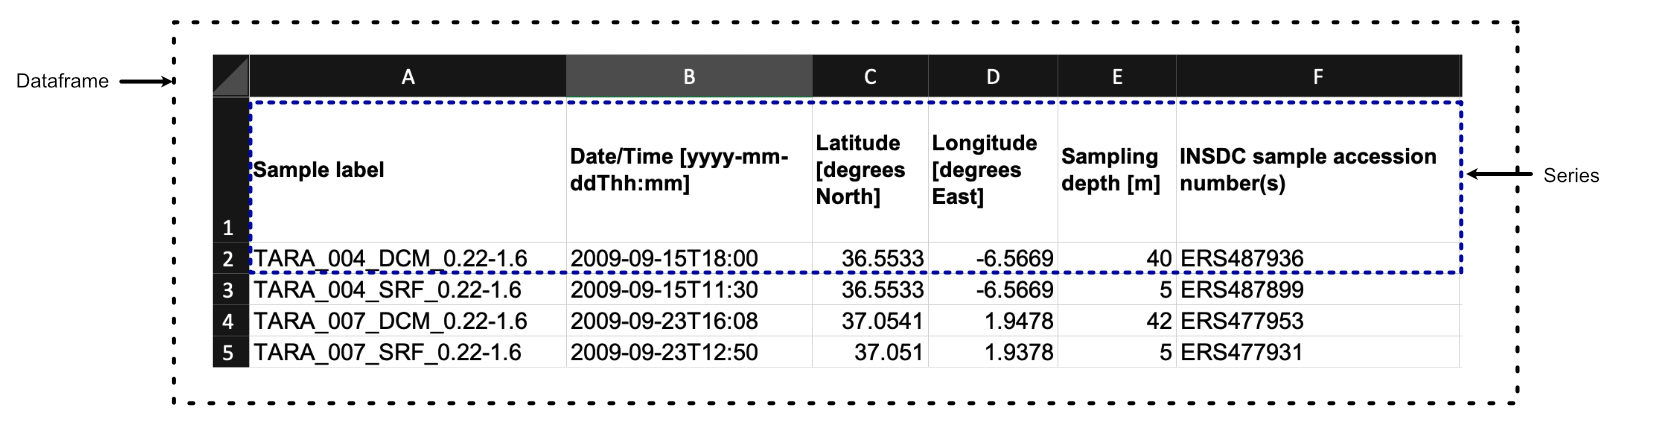 Dataframe
A B C D E F
1
Sample label
Date/Time [yyyy-mm-
ddThh:mm]
Latitude
[degrees
North]
Longitude
[degrees
East]
Sampling
depth [m]
INSDC sample accession
number(s)
Series
2 TARA_004_DCM_0.22-1.6 2009-09-15T18:00 36.5533 -6.5669 40 ERS487936
3 TARA_004_SRF_0.22-1.6 2009-09-15T11:30 36.5533 -6.5669 5 ERS487899
4 TARA_007_DCM_0.22-1.6 2009-09-23T16:08 37.0541 1.9478 42 ERS477953
5 TARA_007_SRF_0.22-1.6 2009-09-23T12:50 37.051 1.9378 5 ERS477931